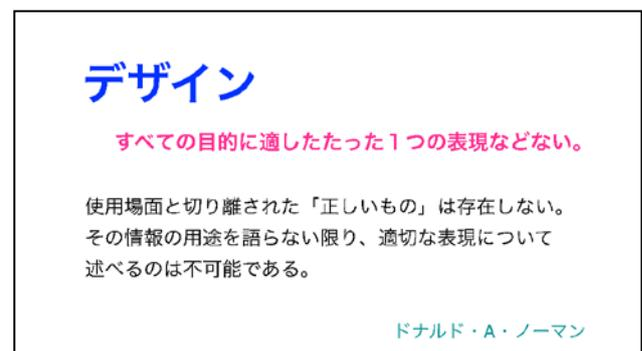 デザイン
すべての目的に適したたった１つの表現などない。
使用場面と切り離された「正しいもの」は存在しない。
その情報の用途を語らない限り、適切な表現について
述べるのは不可能である。
ドナルド・A・ノーマン